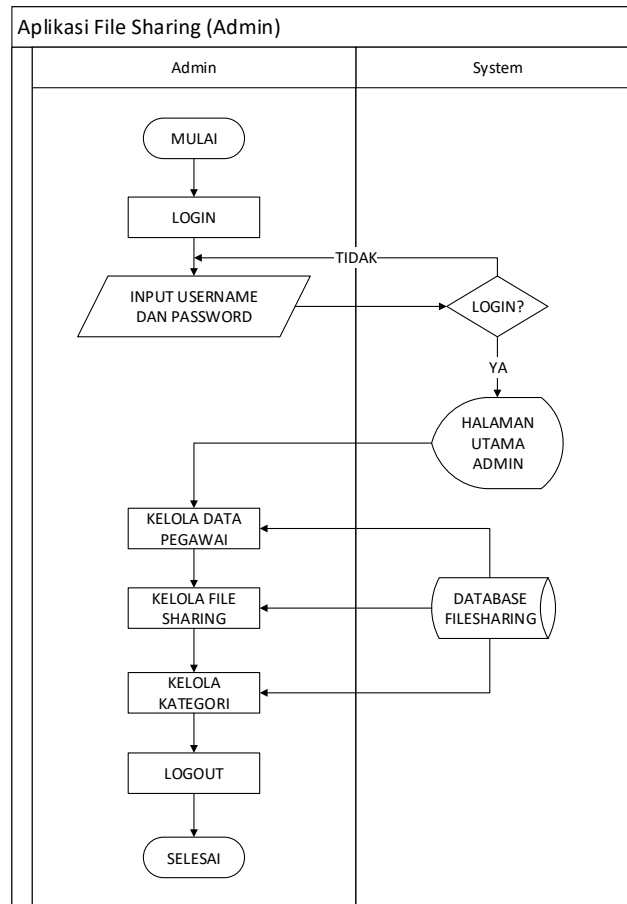 Aplikasi File Sharing (Admin)
Admin
System
MULAI
LOGIN
TIDAK
INPUT USERNAME
DAN PASSWORD
LOGIN?
YA
HALAMAN
UTAMA
ADMIN
KELOLA DATA
PEGAWAI
KELOLA FILE
SHARING
DATABASE
FILESHARING
KELOLA
KATEGORI
LOGOUT
SELESAI